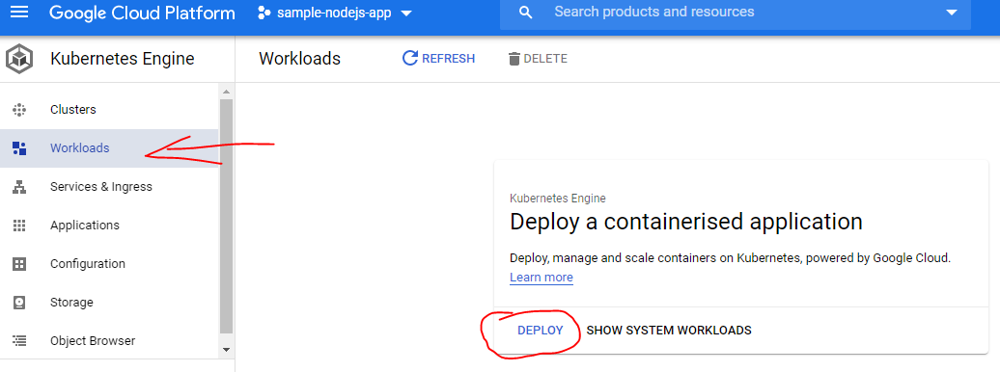 Google Cloud Platform sample-nodejs-app Search products and resources
Kubernetes Engine Workloads REFRESH DELETE
Clusters
Workloads
Services & Ingress
Applications
Configuration
Storage
Object Browser
Kubernetes Engine
Deploy a containerised application
Deploy, manage and scale containers on Kubernetes, powered by Google Cloud.
Learn more
DEPLOY SHOW SYSTEM WORKLOADS